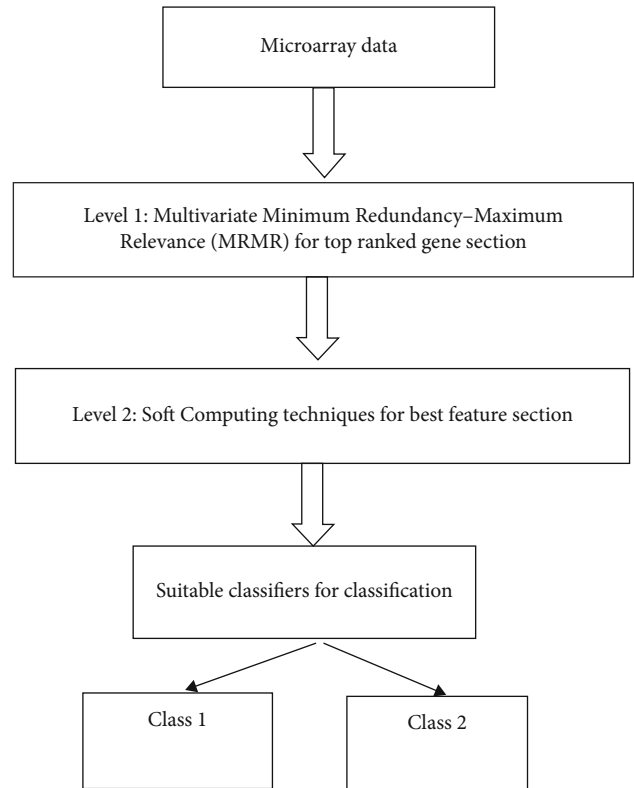 Microarray data
Level 1: Multivariate Minimum Redundancy–Maximum
Relevance (MRMR) for top ranked gene section
Level 2: Soft Computing techniques for best feature section
Suitable classifiers for classification
Class 1
Class 2